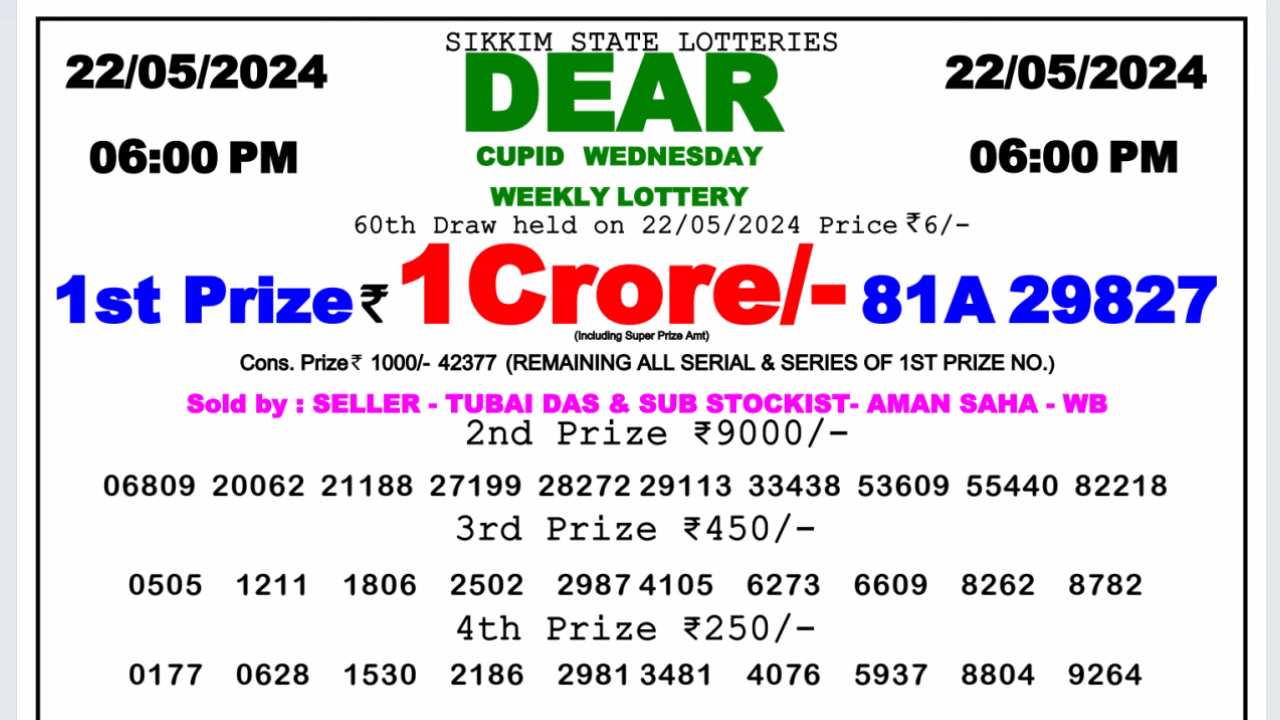 SIKKIM STATE LOTTERIES
22/05/2024 DEAR 22/05/2024
06:00 PM CUPID WEDNESDAY 06:00 PM
WEEKLY LOTTERY
60th Draw held on 22/05/2024 Price ₹6/-
1st Prize ₹ 1Crore/- 81A 29827
(Including Super Prize Amt)
Cons. Prize ₹ 1000/- 42377 (REMAINING ALL SERIAL & SERIES OF 1ST PRIZE NO.)
Sold by : SELLER - TUBAI DAS & SUB STOCKIST- AMAN SAHA - WB
2nd Prize ₹9000/-
06809 20062 21188 27199 28272 29113 33438 53609 55440 82218
3rd Prize ₹450/-
0505 1211 1806 2502 2987 4105 6273 6609 8262 8782
4th Prize ₹250/-
0177 0628 1530 2186 2981 3481 4076 5937 8804 9264